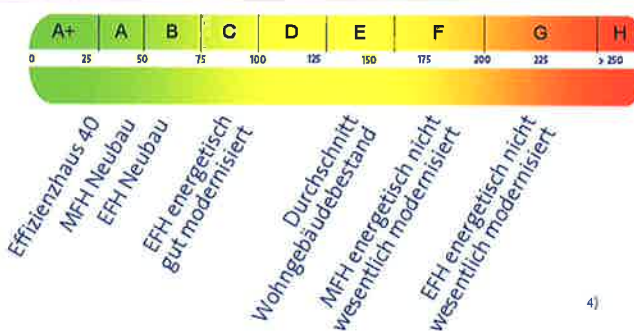 A+ A B C D E F G H
0 25 50 75 100 125 150 175 200 225 > 250
Effizienzhaus 40
MFH Neubau
EFH Neubau
EFH energetisch
gut modernisiert
Durchschnitt
Wohngebäudebestand
MFH energetisch nicht
wesentlich modernisiert
EFH energetisch nicht
wesentlich modernisiert
4)